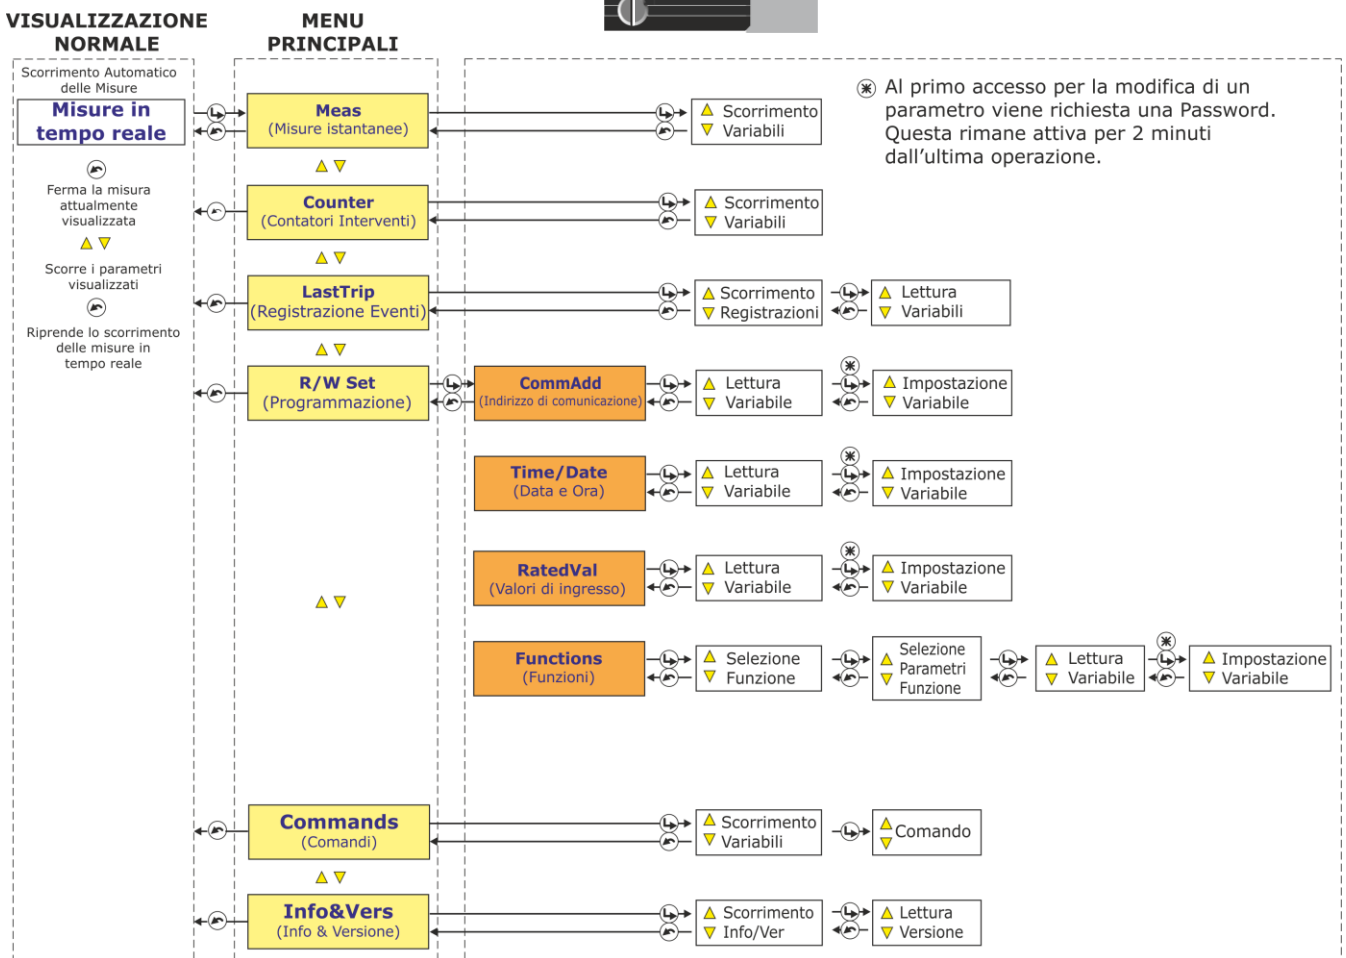 VISUALIZZAZIONE
NORMALE
MENU
PRINCIPALI
Scorrimento Automatico
delle Misure
Misure in
tempo reale
Ferma la misura
attualmente
visualizzata
Scorre i parametri
visualizzati
Riprende lo scorrimento
delle misure in
tempo reale
Meas
(Misure istantanee)
Scorrimento
Variabili
Al primo accesso per la modifica di un
parametro viene richiesta una Password.
Questa rimane attiva per 2 minuti
dall'ultima operazione.
Counter
(Contatori Interventi)
Scorrimento
Variabili
LastTrip
(Registrazione Eventi)
Scorrimento
Registrazioni
Lettura
Variabili
R/W Set
(Programmazione)
CommAdd
(Indirizzo di comunicazione)
Lettura
Variabile
Impostazione
Variabile
Time/Date
(Data e Ora)
Lettura
Variabile
Impostazione
Variabile
RatedVal
(Valori di ingresso)
Lettura
Variabile
Impostazione
Variabile
Functions
(Funzioni)
Selezione
Funzione
Selezione
Parametri
Funzione
Lettura
Variabile
Impostazione
Variabile
Commands
(Comandi)
Scorrimento
Variabili
Comando
Info&Vers
(Info & Versione)
Scorrimento
Info/Ver
Lettura
Versione